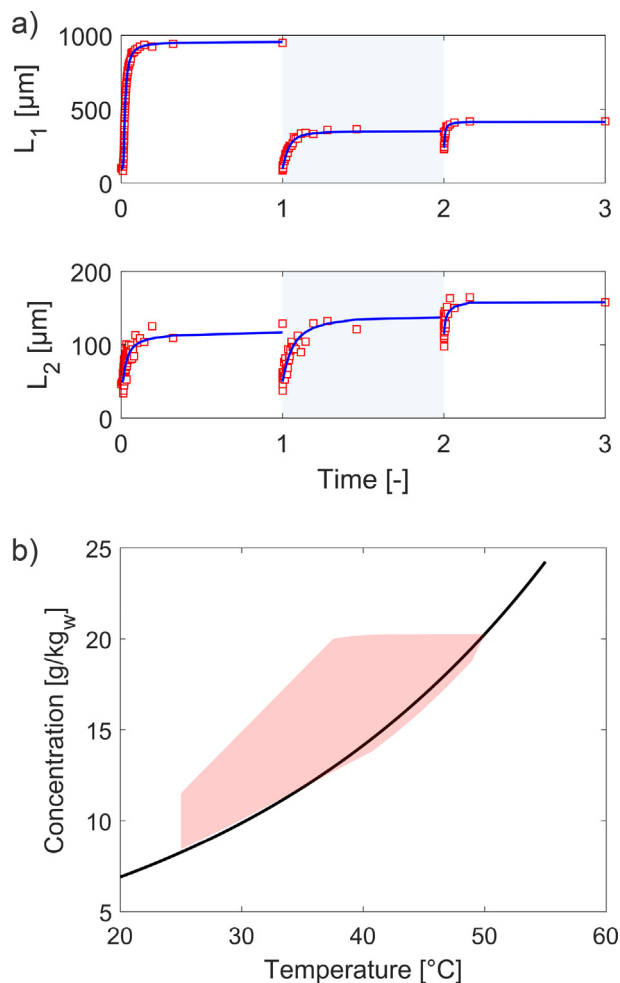 a)
1000
500
0
L1 [µm]
0 1 2 3
200
100
0
L2 [µm]
0 1 2 3
Time [-]
b)
25
20
15
10
5
Concentration [g/kgw]
20 30 40 50 60
Temperature [°C]